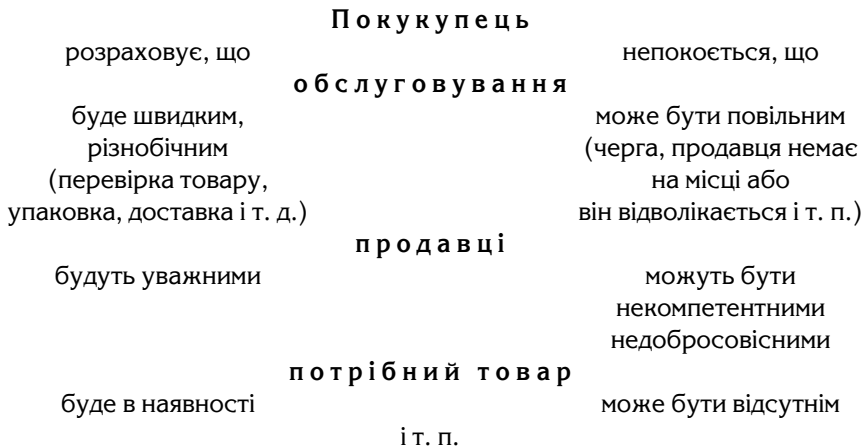 Покукупець
розраховує, що непокоється, що
обслуговування
буде швидким, може бути повільним
різнобічним (черга, продавця немає
(перевірка товару, на місці або
упаковка, доставка і т. д.) він відволікається і т. п.)
продавці
будуть уважними можуть бути
некомпетентними
недобросовісними
потрібний товар
буде в наявності може бути відсутнім
і т. п.